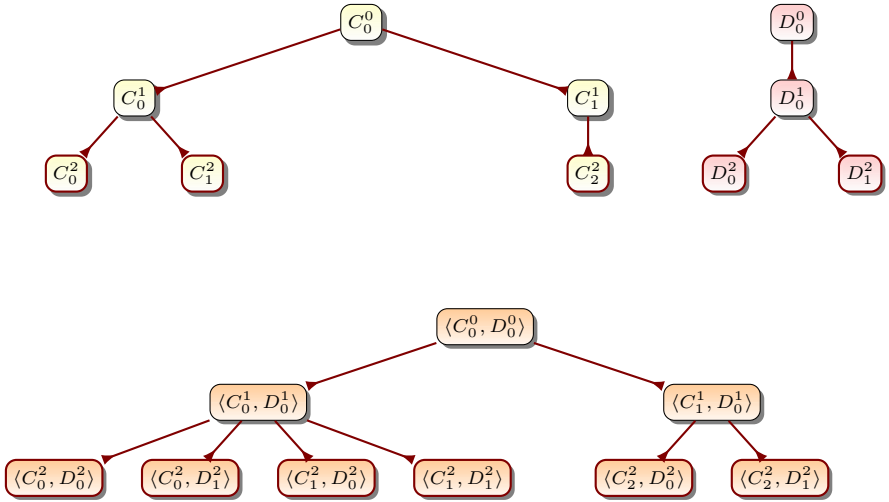 C_0^0 D_0^0
C_0^1 C_1^1 D_0^1
C_0^2 C_1^2 C_2^2 D_0^2 D_1^2
⟨C_0^0, D_0^0⟩
⟨C_0^1, D_0^1⟩ ⟨C_1^1, D_0^1⟩
⟨C_0^2, D_0^2⟩ ⟨C_0^2, D_1^2⟩ ⟨C_1^2, D_0^2⟩ ⟨C_1^2, D_1^2⟩ ⟨C_2^2, D_0^2⟩ ⟨C_2^2, D_1^2⟩